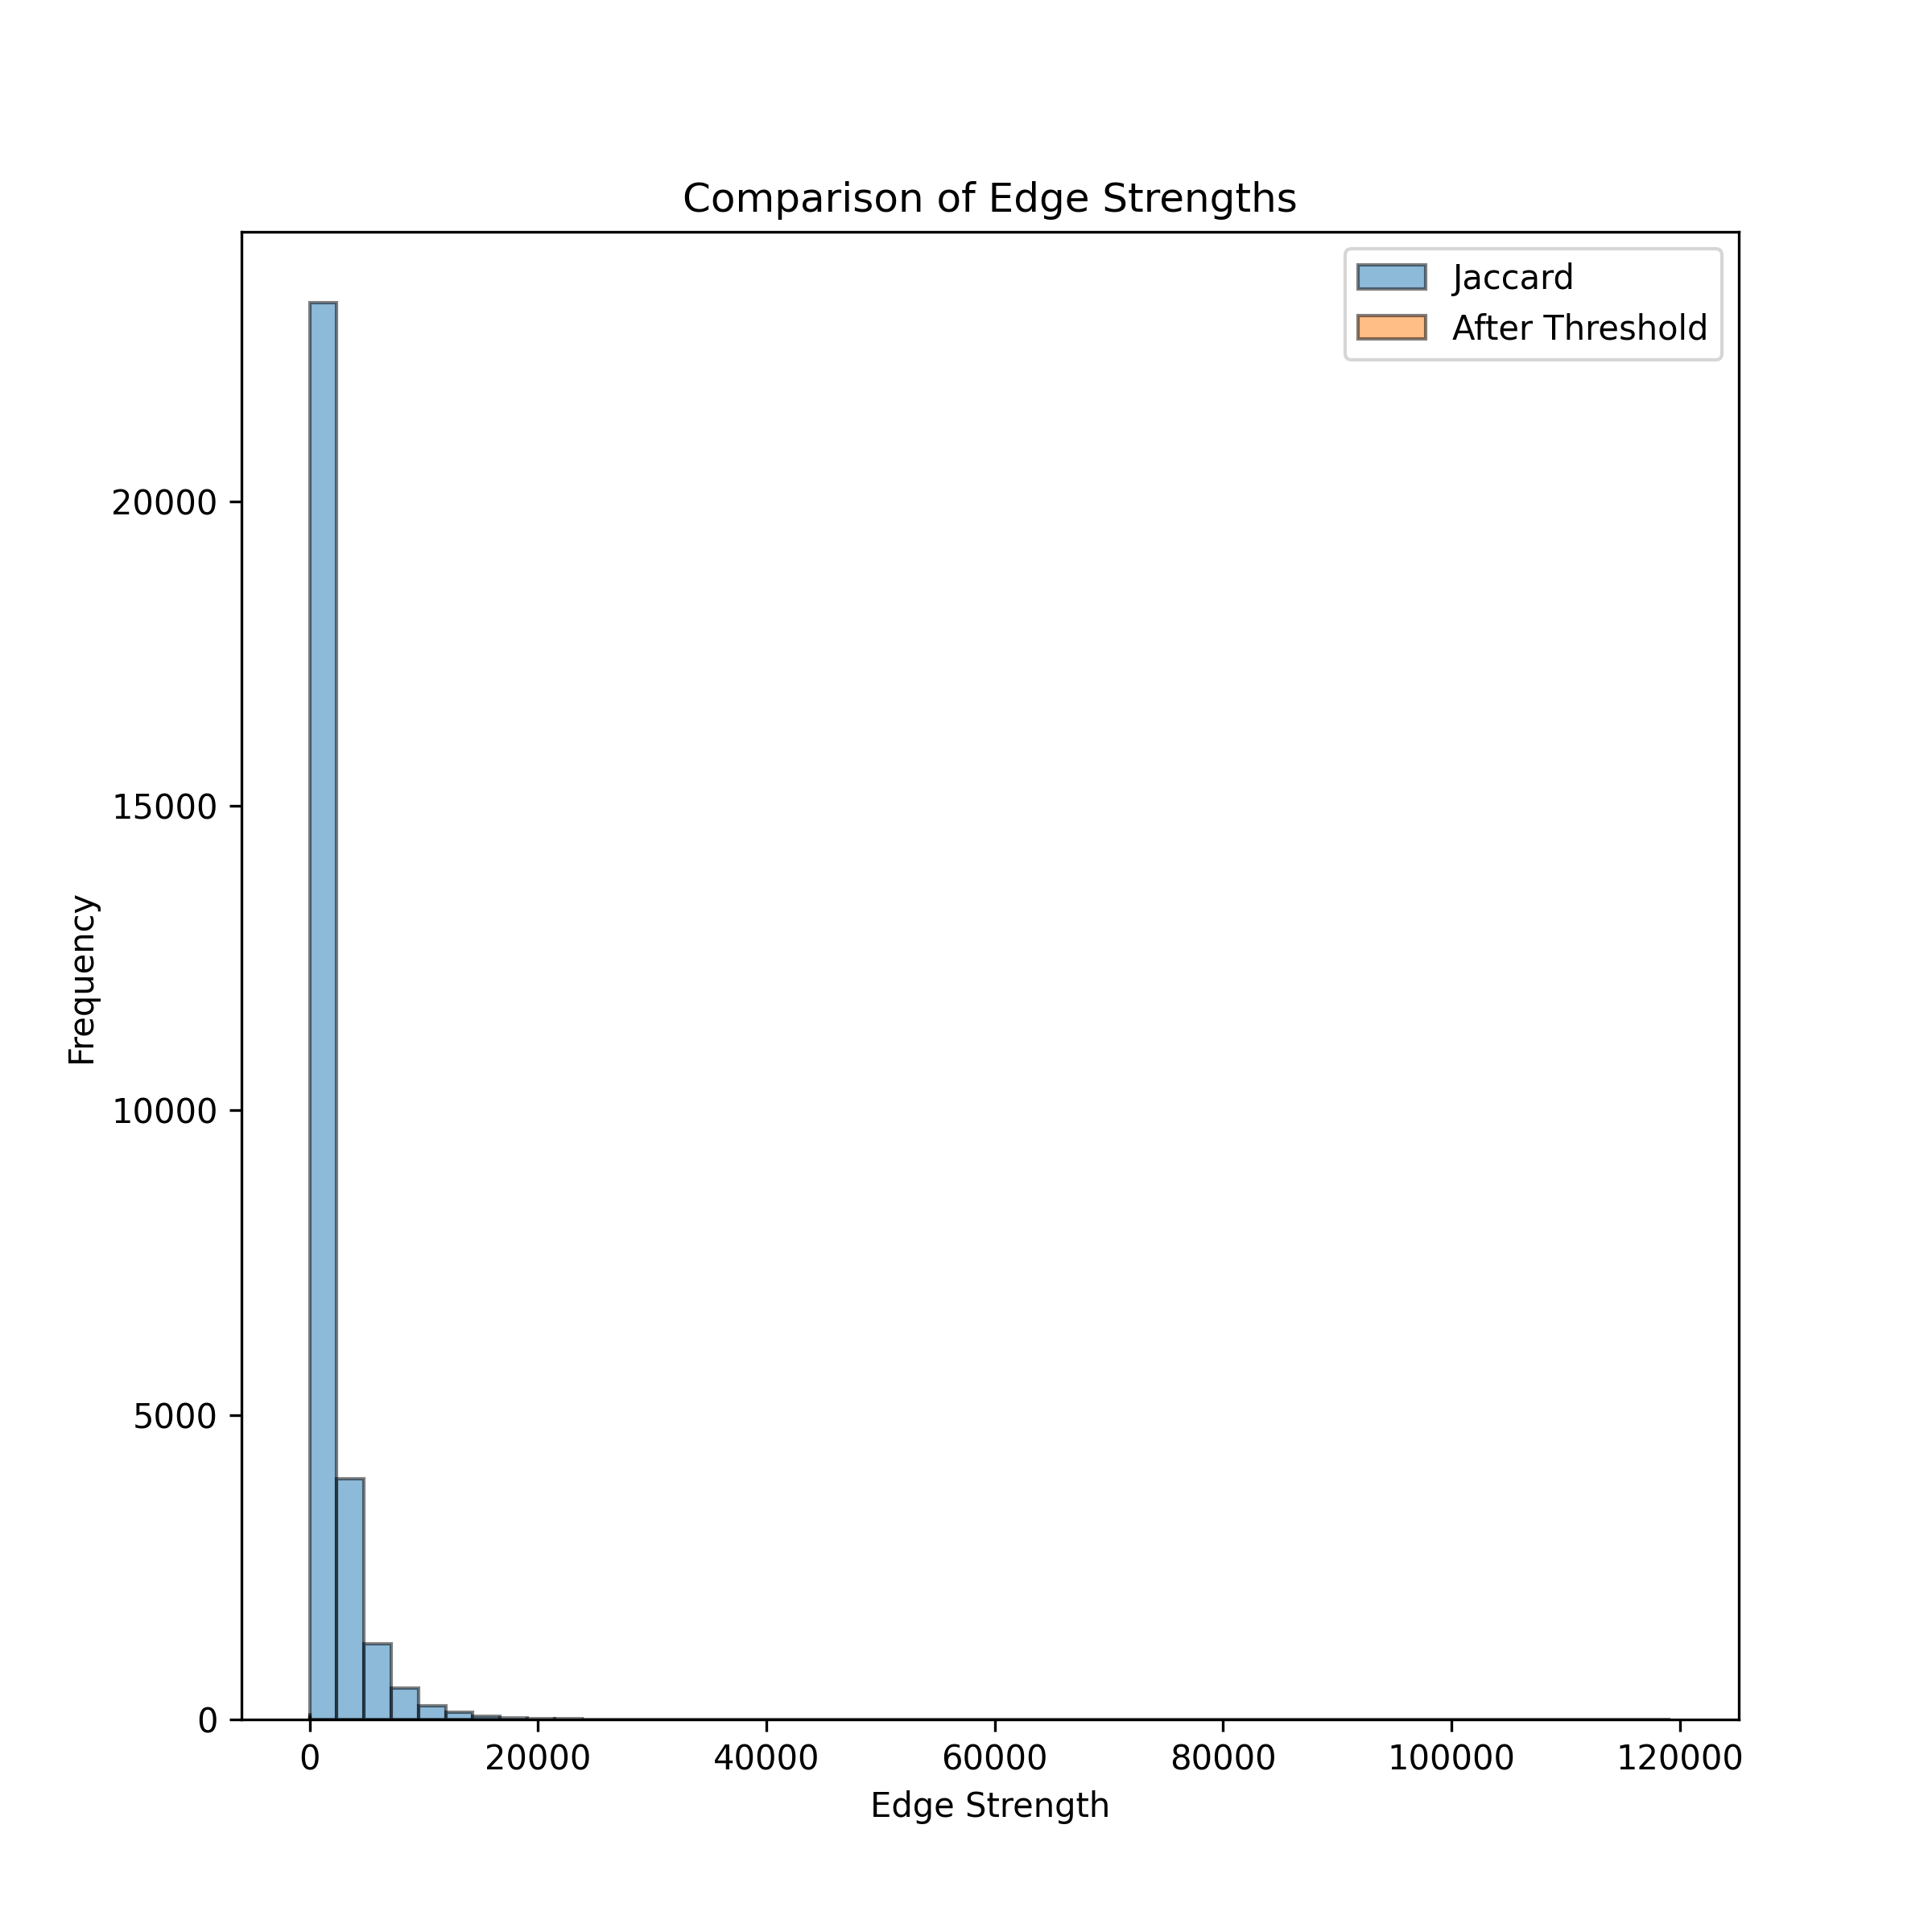 Comparison of Edge Strengths
Jaccard
After Threshold
Frequency
20000
15000
10000
5000
0
0 20000 40000 60000 80000 100000 120000
Edge Strength